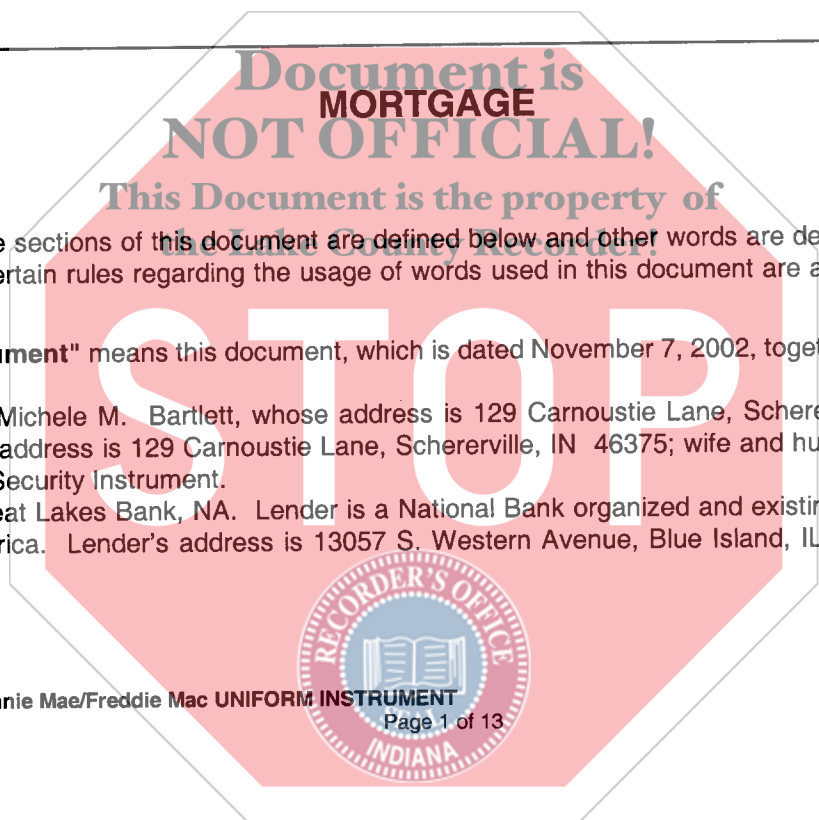 Document is
MORTGAGE
NOT OFFICIAL!
This Document is the property of
the Lake County Recorder!
e sections of this document are defined below and other words are de
ertain rules regarding the usage of words used in this document are a
ument" means this document, which is dated November 7, 2002, toget
STOP
Michele M. Bartlett, whose address is 129 Carnoustie Lane, Schere
address is 129 Carnoustie Lane, Schererville, IN 46375; wife and hu
Security Instrument.
eat Lakes Bank, NA. Lender is a National Bank organized and existin
rica. Lender's address is 13057 S. Western Avenue, Blue Island, IL
RECORDER'S OFFICE
nnie Mae/Freddie Mac UNIFORM INSTRUMENT
SEAL
Page 1 of 13
INDIANA